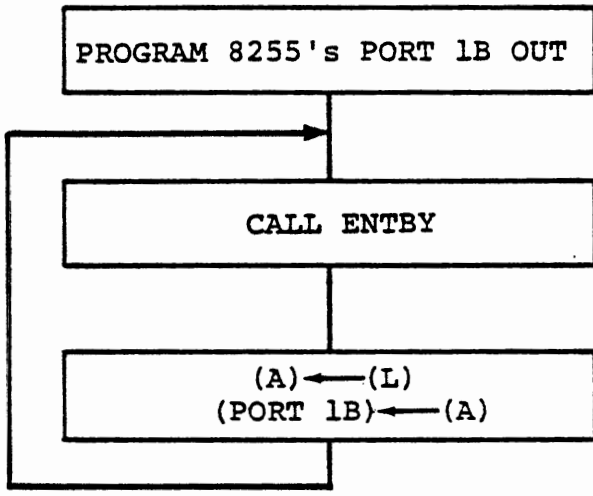 PROGRAM 8255's PORT 1B OUT
CALL ENTBY
(A)←(L)
(PORT 1B)←(A)